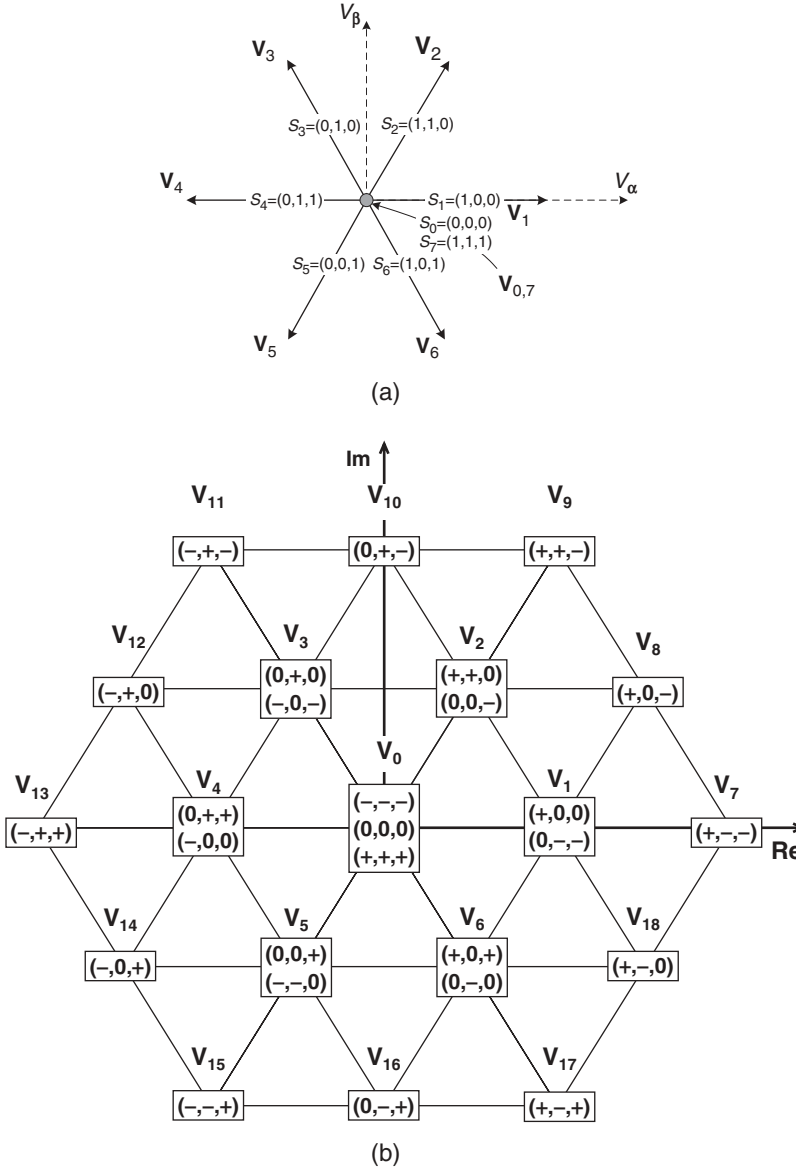 Vβ
V3
V2
S3=(0,1,0)
S2=(1,1,0)
V4
S4=(0,1,1)
S1=(1,0,0)
Vα
V1
S0=(0,0,0)
S7=(1,1,1)
S5=(0,0,1)
S6=(1,0,1)
V0,7
V5
V6
(a)
Im
V11
V10
V9
(–,+,–)
(0,+,–)
(+,+,–)
V12
V3
V2
V8
(–,+,0)
(0,+,0)
(–,0,–)
(+,+,0)
(0,0,–)
(+,0,–)
V0
V13
V4
V1
V7
(–,+,+)
(0,+,+)
(–,0,0)
(–,–,–)
(0,0,0)
(+,+,+)
(+,0,0)
(0,–,–)
(+,–,–)
Re
V14
V5
V6
V18
(–,0,+)
(0,0,+)
(–,–,0)
(+,0,+)
(0,–,0)
(+,–,0)
V15
V16
V17
(–,–,+)
(0,–,+)
(+,–,+)
(b)